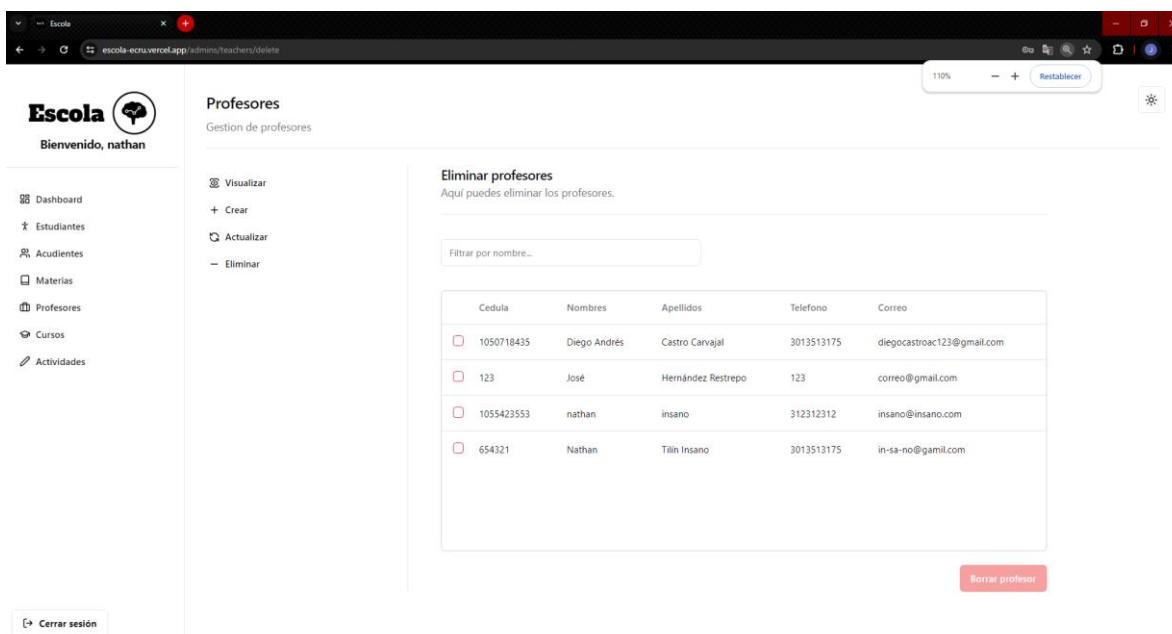 Escola
escola-ecru.vercel.app/admins/teachers/delete
110%
Restablecer
Escola
Bienvenido, nathan
Dashboard
Estudiantes
Acudientes
Materias
Profesores
Cursos
Actividades
Cerrar sesión
Profesores
Gestion de profesores
Visualizar
Crear
Actualizar
Eliminar
Eliminar profesores
Aquí puedes eliminar los profesores.
Filtrar por nombre...
Cedula Nombres Apellidos Telefono Correo
1050718435 Diego Andrés Castro Carvajal 3013513175 diegocastroac123@gmail.com
123 José Hernández Restrepo 123 correo@gmail.com
1055423553 nathan insano 312312312 insano@insano.com
654321 Nathan Tilín Insano 3013513175 in-sa-no@gamil.com
Borrar profesor